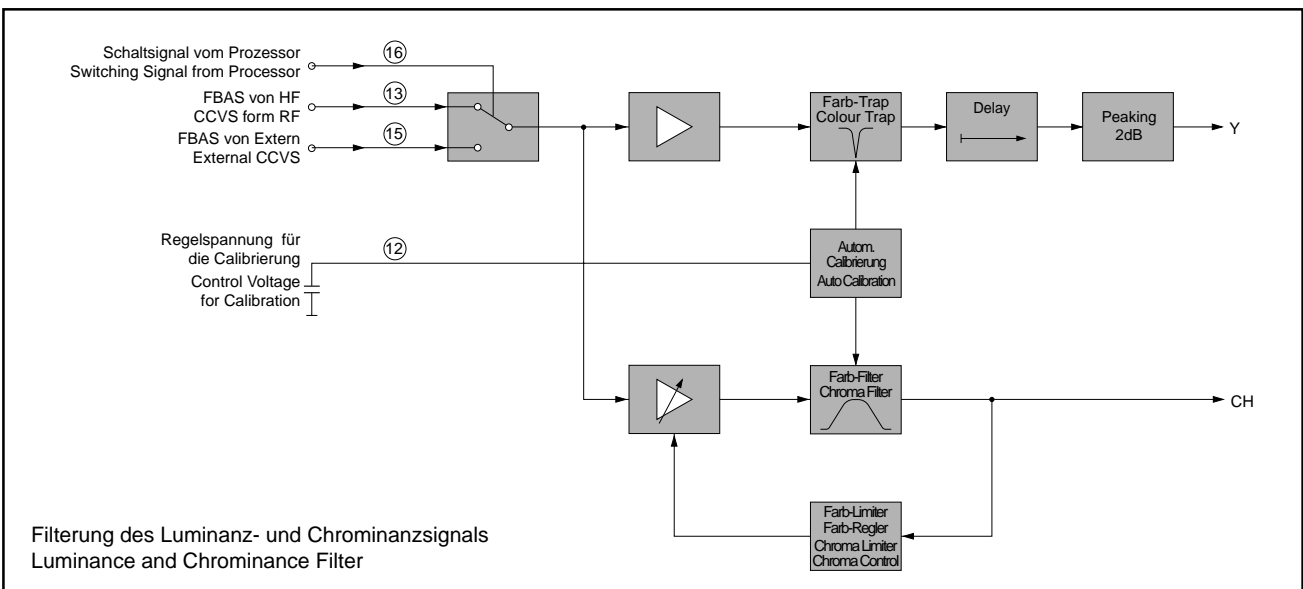 Schaltsignal vom Prozessor
Switching Signal from Processor
16
FBAS von HF
CCVS form RF
13
FBAS von Extern
External CCVS
15
Farb-Trap
Colour Trap
Delay
Peaking
2dB
Y
Regelspannung für
die Calibrierung
Control Voltage
for Calibration
12
Autom.
Calbrierung
Auto Calibration
Farb-Filter
Chroma Filter
CH
Farb-Limiter
Farb-Regler
Chroma Limiter
Chroma Control
Filterung des Luminanz- und Chrominanzsignals
Luminance and Chrominance Filter